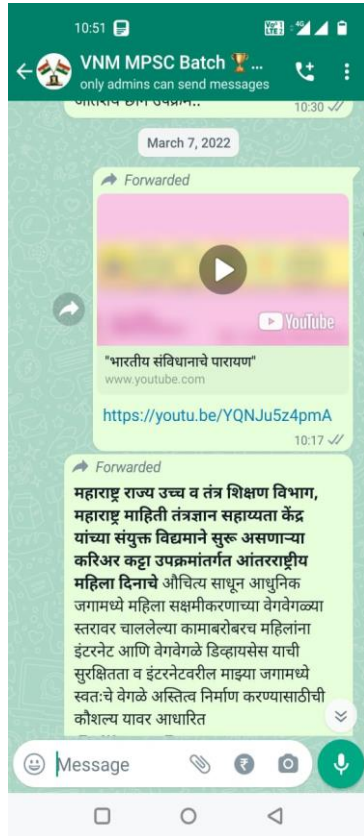 10:51
VNM MPSC Batch 🏆...
only admins can send messages
10:30
March 7, 2022
Forwarded
YouTube
"भारतीय संविधानाचे पारायण"
www.youtube.com
https://youtu.be/YQNJu5z4pmA
10:17
Forwarded
महाराष्ट्र राज्य उच्च व तंत्र शिक्षण विभाग,
महाराष्ट्र माहिती तंत्रज्ञान सहाय्यता केंद्र
यांच्या संयुक्त विद्यमाने सुरू असणाऱ्या
करिअर कट्टा उपक्रमांतर्गत आंतरराष्ट्रीय
महिला दिनाचे औचित्य साधून आधुनिक
जगामध्ये महिला सक्षमीकरणाच्या वेगवेगळ्या
स्तरावर चाललेल्या कामाबरोबरच महिलांना
इंटरनेट आणि वेगवेगळे डिव्हायसेस याची
सुरक्षितता व इंटरनेटवरील माझ्या जगामध्ये
स्वतःचे वेगळे अस्तित्व निर्माण करण्यासाठीची
कौशल्य यावर आधारित
Message